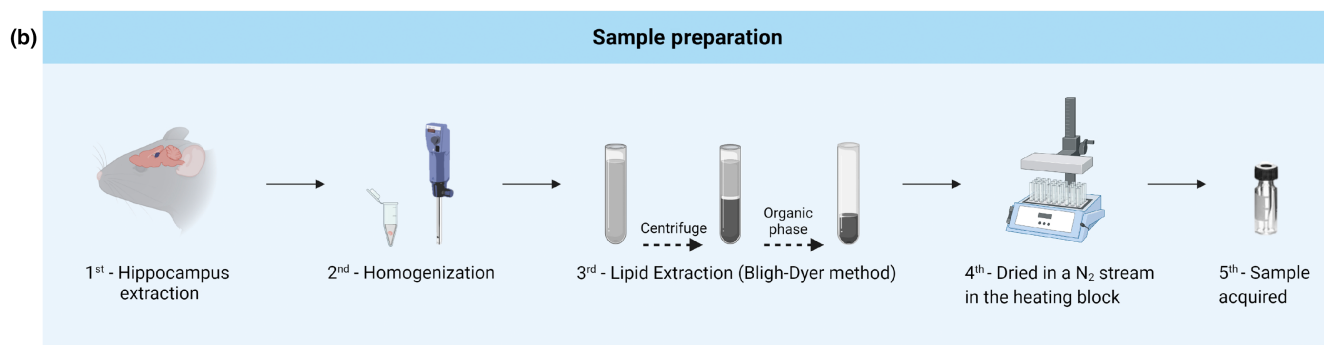 (b)
Sample preparation
Centrifuge
Organic
phase
1st - Hippocampus
extraction
2nd - Homogenization
3rd - Lipid Extraction (Bligh-Dyer method)
4th- Dried in a N2 stream
in the heating block
5th- Sample
acquired